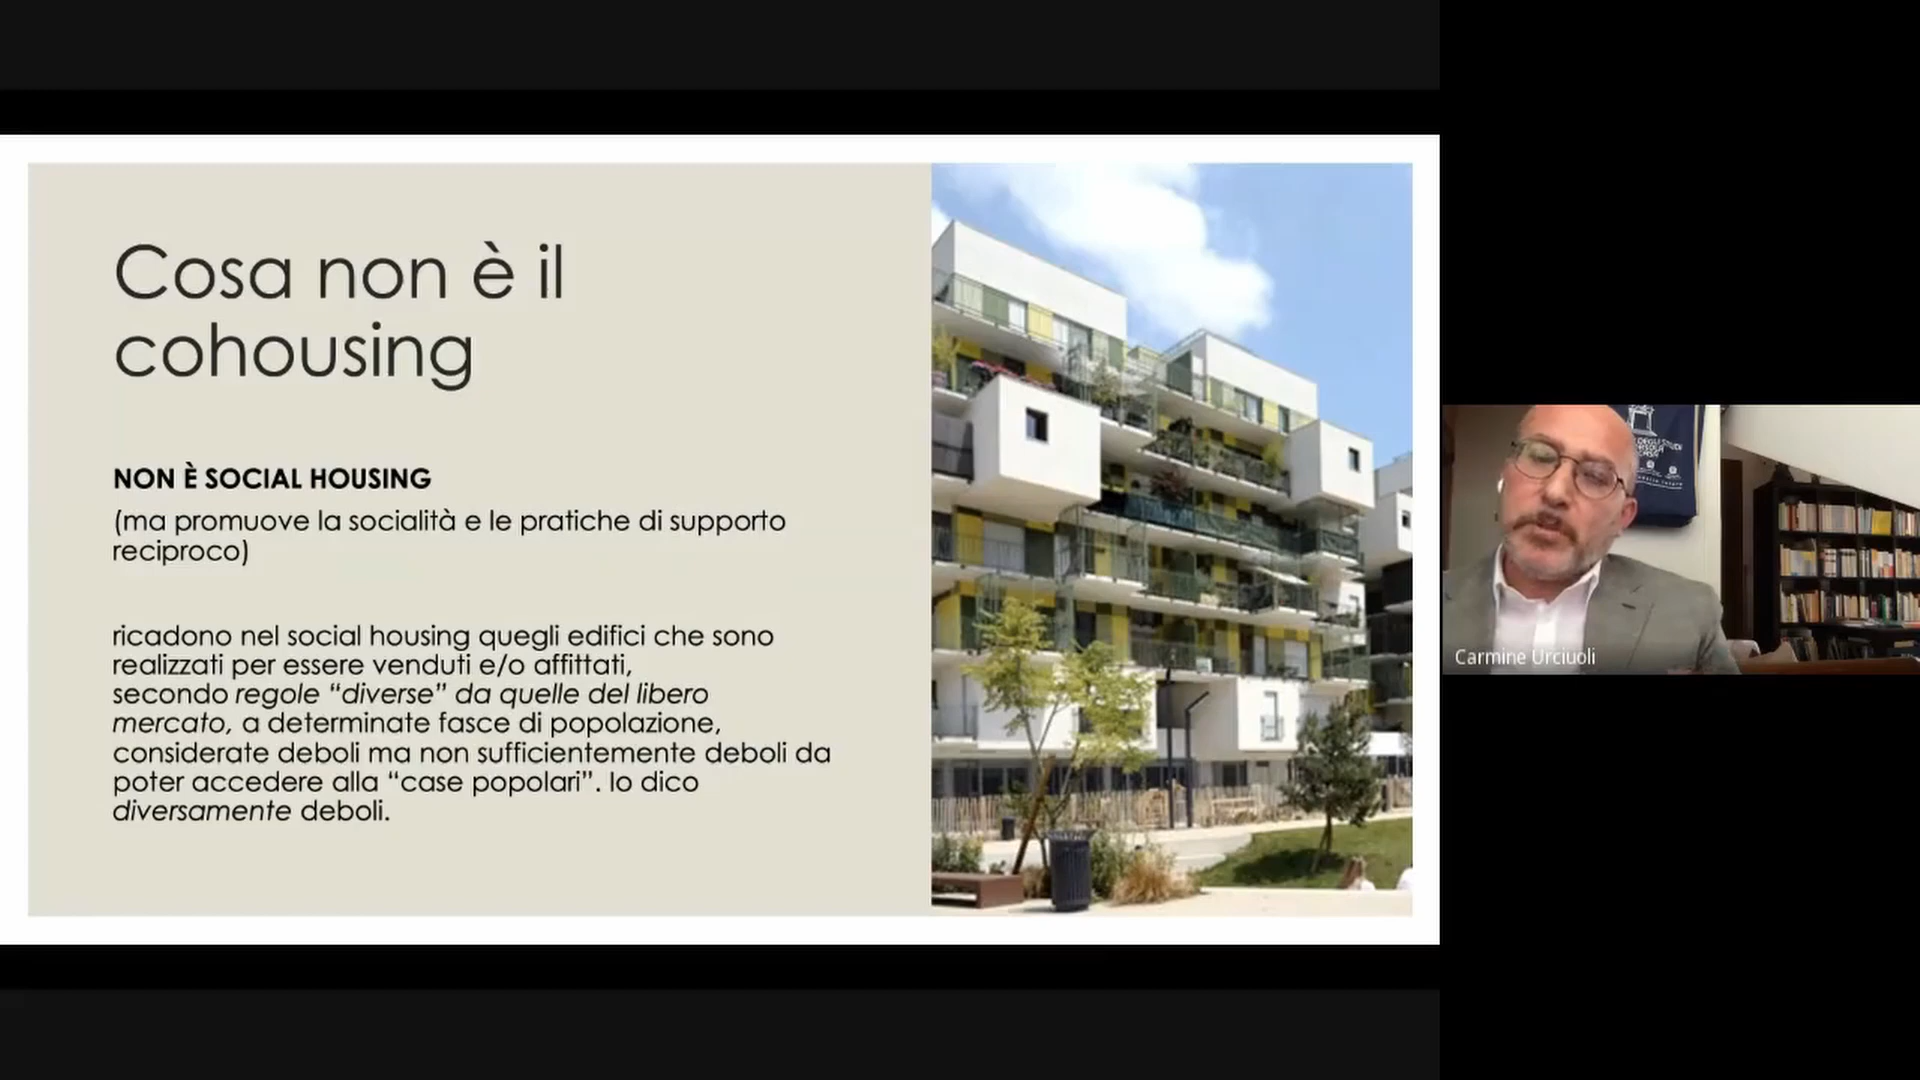 Cosa non è il
cohousing
NON È SOCIAL HOUSING
(ma promuove la socialità e le pratiche di supporto
reciproco)
ricadono nel social housing quegli edifici che sono
realizzati per essere venduti e/o affittati,
secondo regole “diverse” da quelle del libero
mercato, a determinate fasce di popolazione,
considerate deboli ma non sufficientemente deboli da
poter accedere alla “case popolari”. Io dico
diversamente deboli.
DEGLI STUDI
Carmine Urciuoli